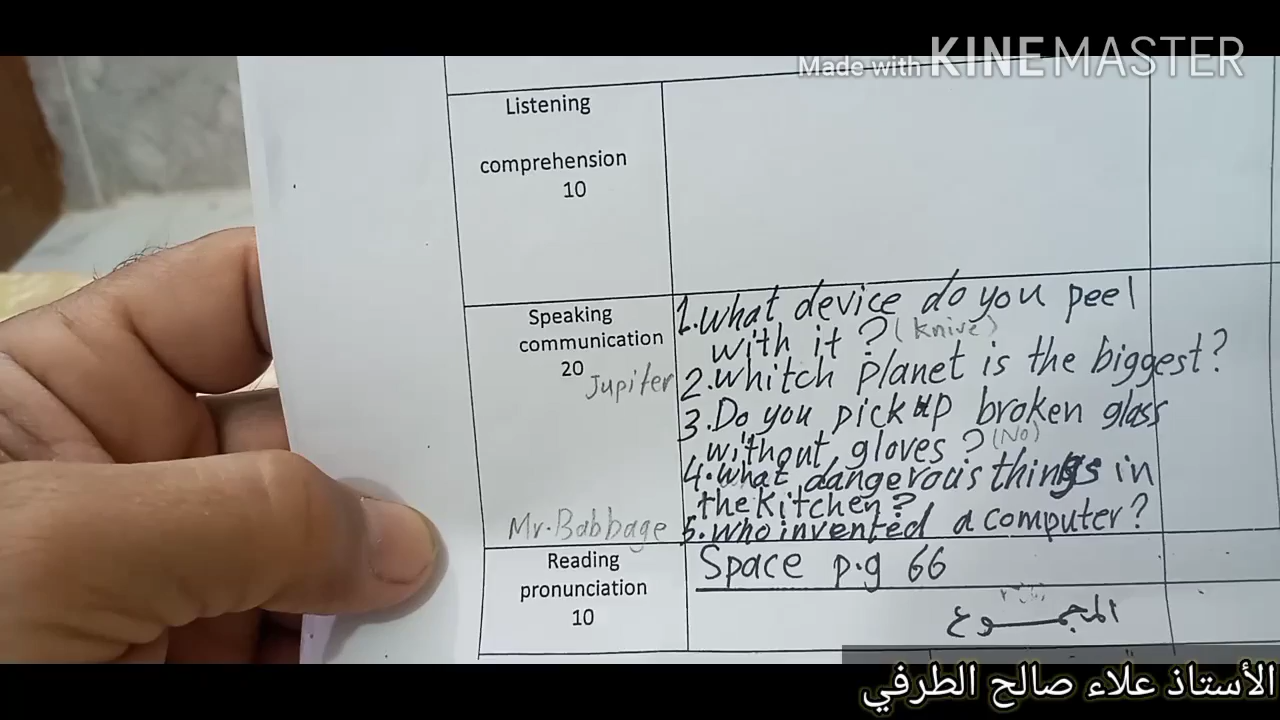 Made with KINEMASTER
Listening
comprehension
10
Speaking
communication
20
Jupiter
1. What device do you peel
with it? (Knive)
2. Whitch planet is the biggest?
3. Do you pick up broken glass
without gloves? (No)
4. What dangerous things in
the kitchen?
Mr. Babbage
5. Who invented a computer?
Reading
pronunciation
10
Space p.g 66
المجموع
الأستاذ علاء صالح الطرفي